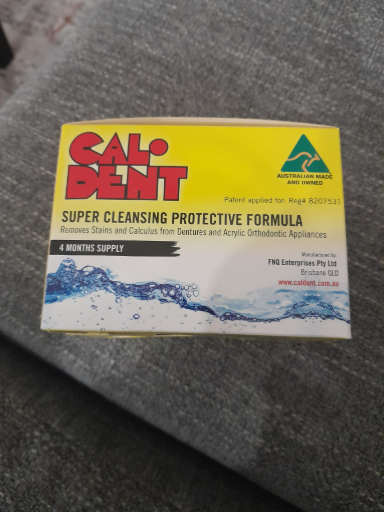 CAL•
DENT
AUSTRALIAN MADE
AND OWNED
Patent applied for: Reg# 8207531
SUPER CLEANSING PROTECTIVE FORMULA
Removes Stains and Calculus from Dentures and Acrylic Orthodontic Appliances
4 MONTHS SUPPLY
Manufactured by:
FNQ Enterprises Pty Ltd
Brisbane QLD
www.caldent.com.au